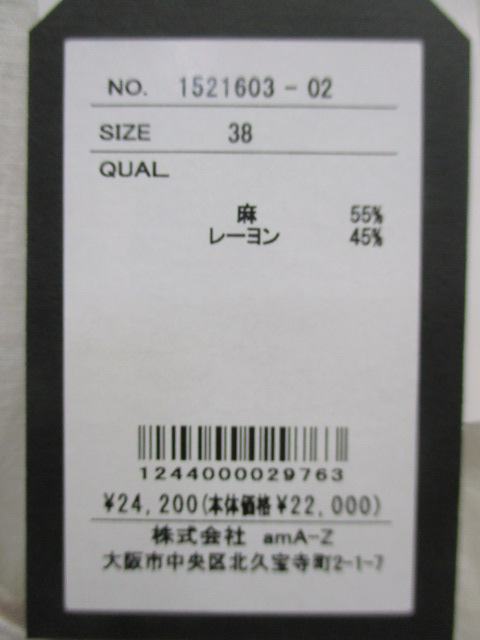 NO. 1521603-02
SIZE 38
QUAL
麻 55%
レーヨン 45%
1244000029763
¥24,200(本体価格¥22,000)
株式会社 amA-Z
大阪市中央区北久宝寺町2-1-7